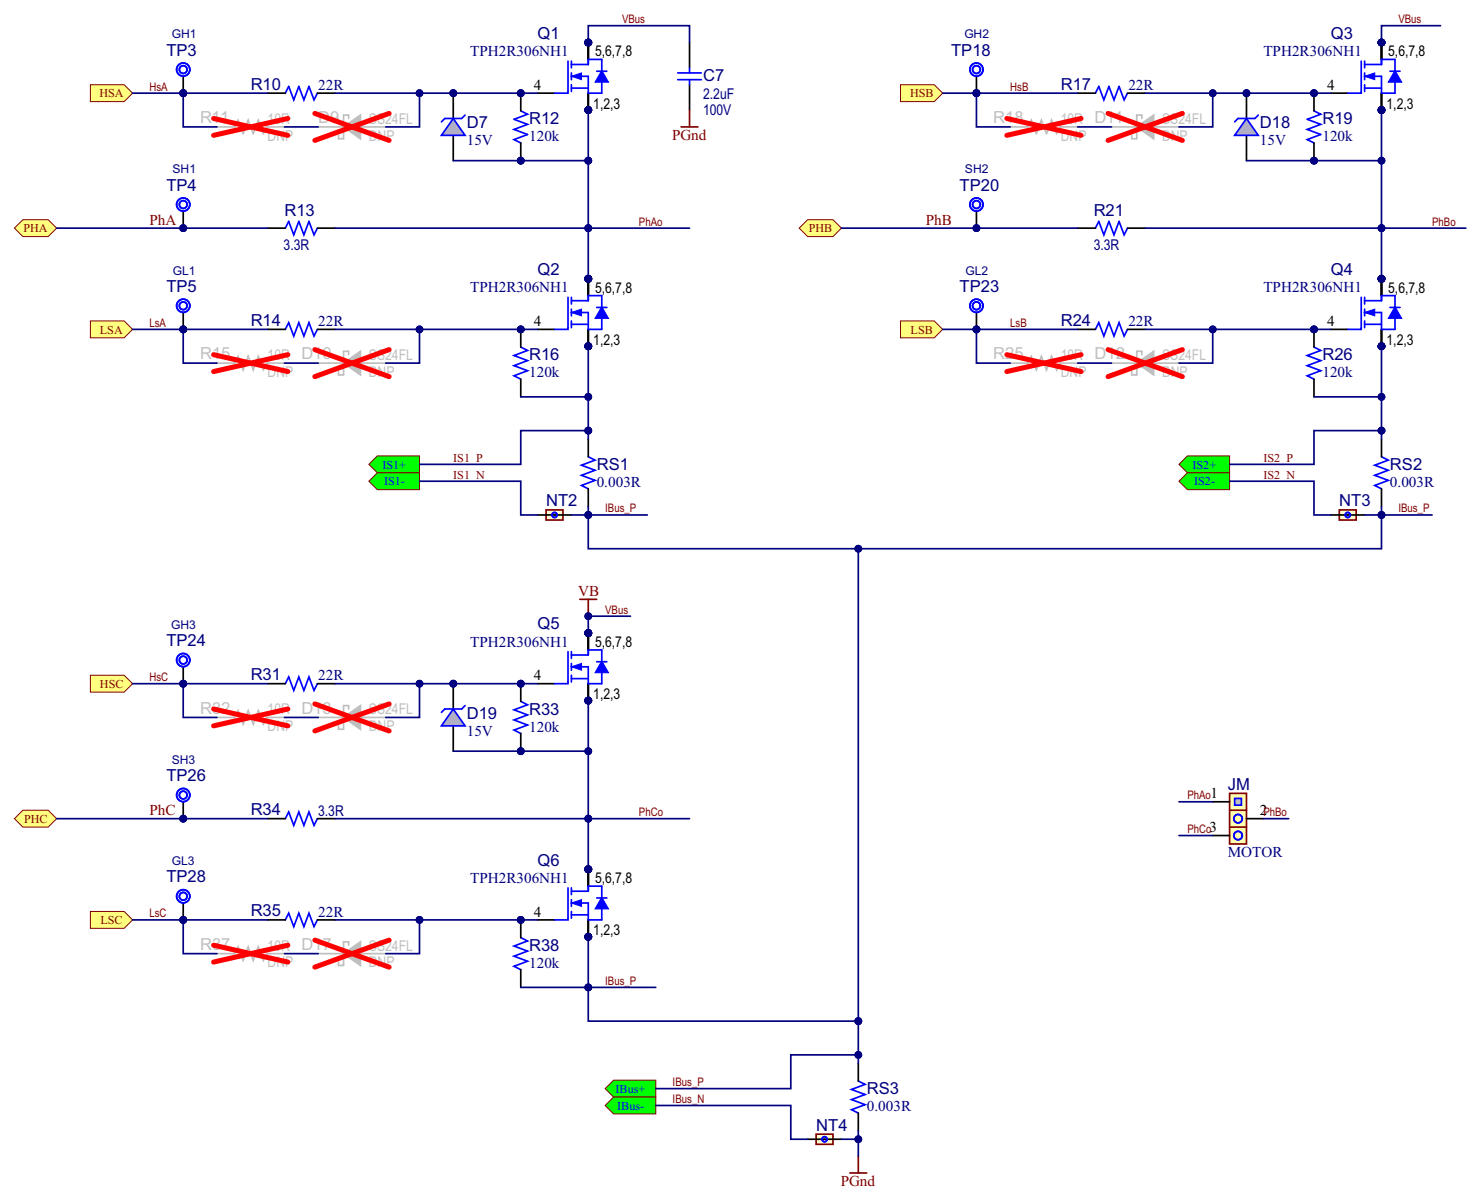 GH1
TP3
HSA
HsA
R10
22R
Q1
TPH2R306NH1
VBus
5,6,7,8
4
1,2,3
D7
15V
R12
120k
C7
2.2uF
100V
PGnd
SH1
TP4
PHA
PhA
R13
3.3R
PhAo
GL1
TP5
LSA
LsA
R14
22R
Q2
TPH2R306NH1
5,6,7,8
4
1,2,3
R16
120k
DNP
DNP
IS1+
IS1_P
IS1-
IS1_N
RS1
0.003R
NT2
IBus_P
GH2
TP18
HSB
HsB
R17
22R
Q3
TPH2R306NH1
VBus
5,6,7,8
4
1,2,3
D18
15V
R19
120k
SH2
TP20
PHB
PhB
R21
3.3R
PhBo
GL2
TP23
LSB
LsB
R24
22R
Q4
TPH2R306NH1
5,6,7,8
4
1,2,3
R26
120k
DNP
DNP
IS2+
IS2_P
IS2-
IS2_N
RS2
0.003R
NT3
IBus_P
VB
VBus
GH3
TP24
HSC
HsC
R31
22R
Q5
TPH2R306NH1
5,6,7,8
4
1,2,3
D19
15V
R33
120k
SH3
TP26
PHC
PhC
R34
3.3R
PhCo
GL3
TP28
LSC
LsC
R35
22R
Q6
TPH2R306NH1
5,6,7,8
4
1,2,3
R38
120k
DNP
DNP
IBus_P
JM
PhAo
1
2
PhBo
PhCo
3
MOTOR
IBus+
IBus_P
IBus-
IBus_N
RS3
0.003R
NT4
PGnd